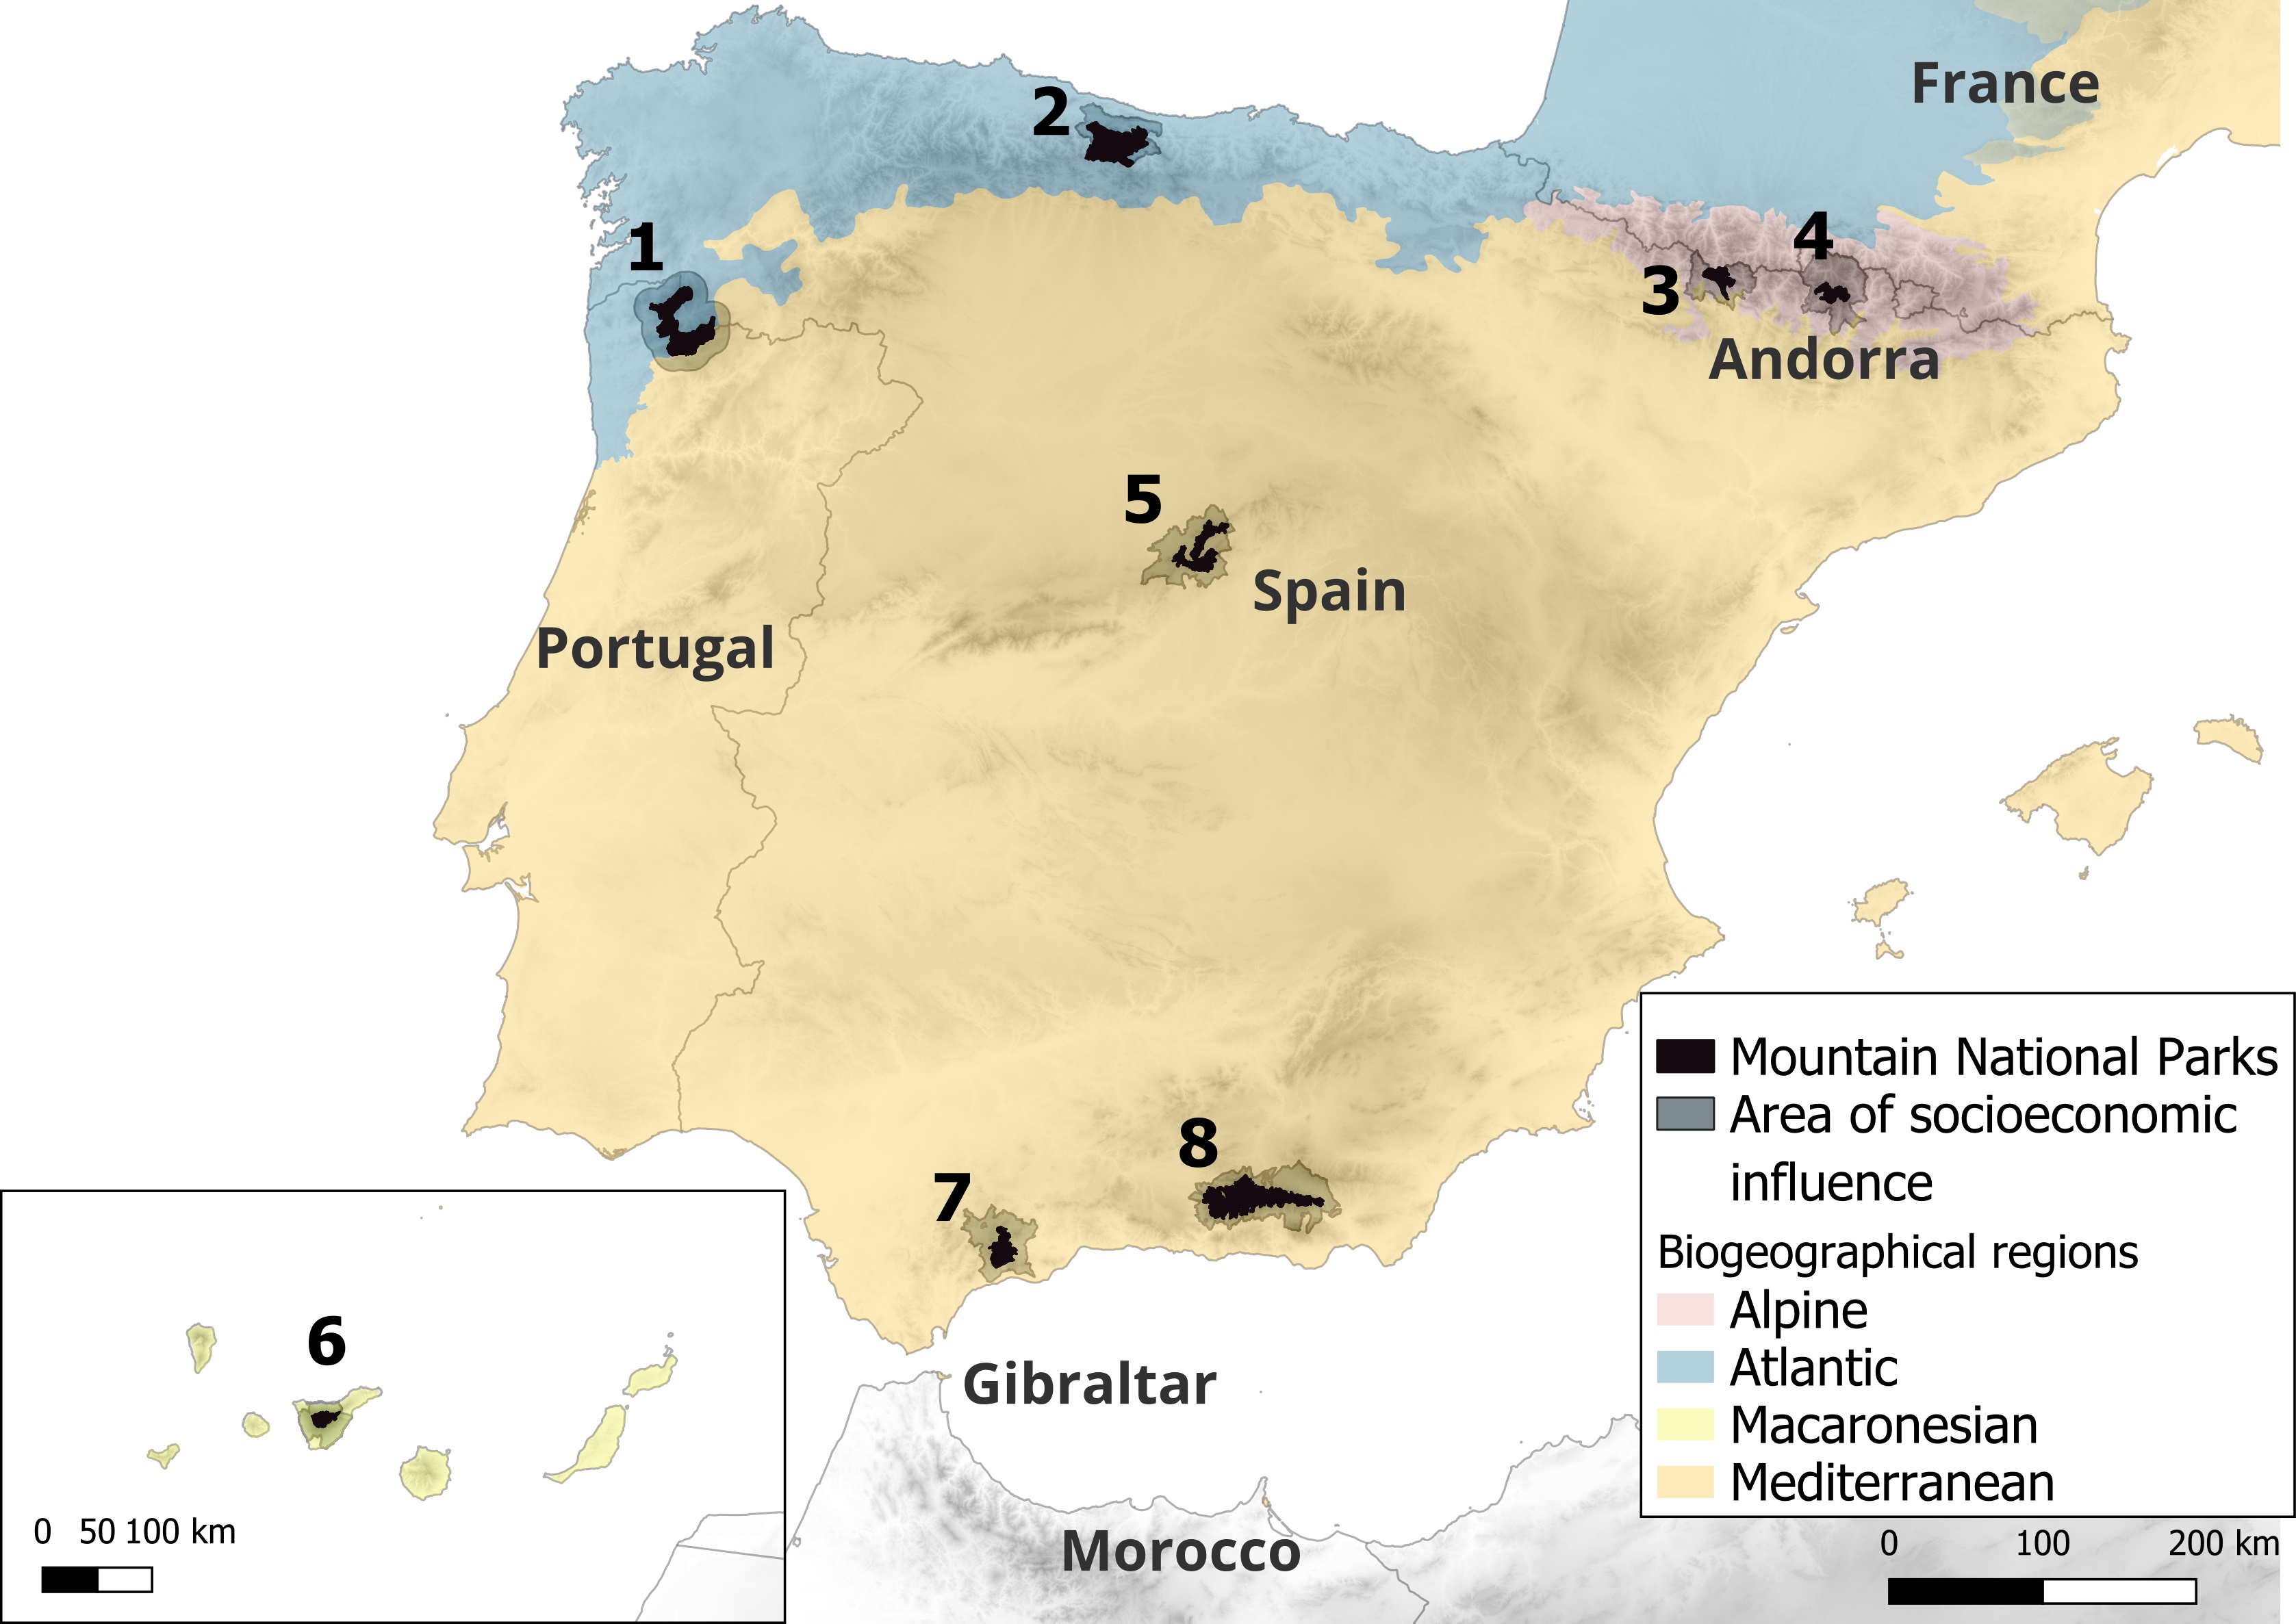 France
2
1
4
3
Andorra
5
Spain
Portugal
Mountain National Parks
Area of socioeconomic
influence
Biogeographical regions
Alpine
Atlantic
Macaronesian
Mediterranean
8
7
6
Gibraltar
Morocco
0 50 100 km
0 100 200 km